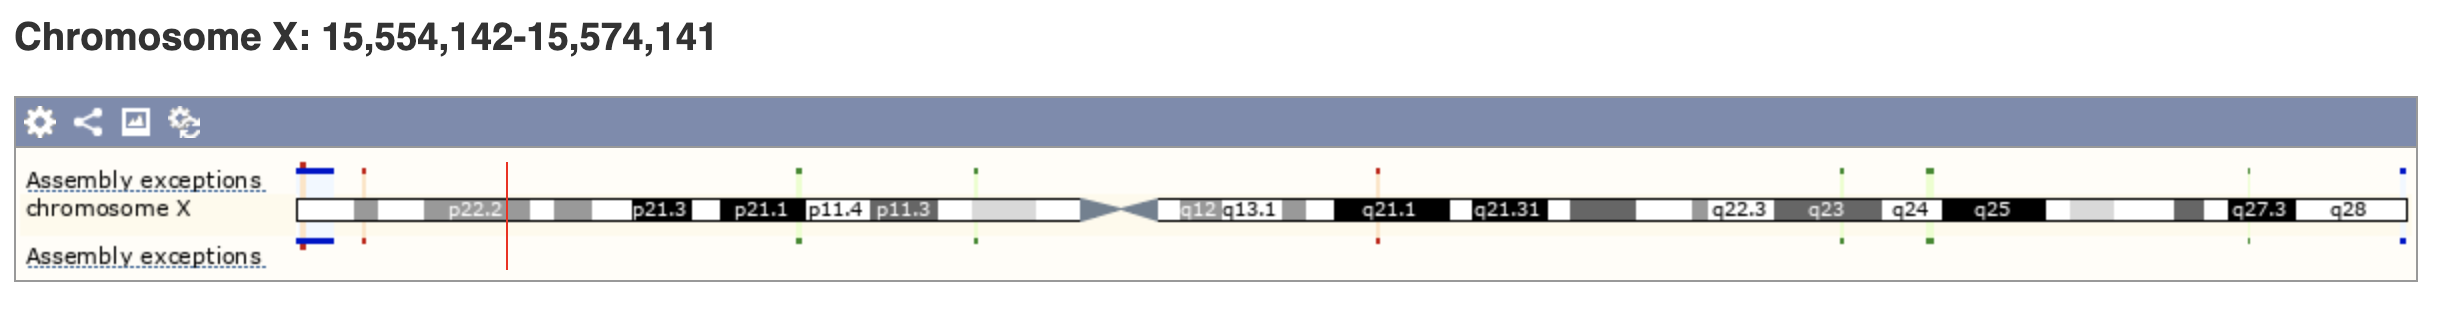 Chromosome X: 15,554,142-15,574,141
Assembly exceptions
chromosome X p22.2 p21.3 p21.1 p11.4 p11.3 q12 q13.1 q21.1 q21.31 q22.3 q23 q24 q25 q27.3 q28
Assembly exceptions